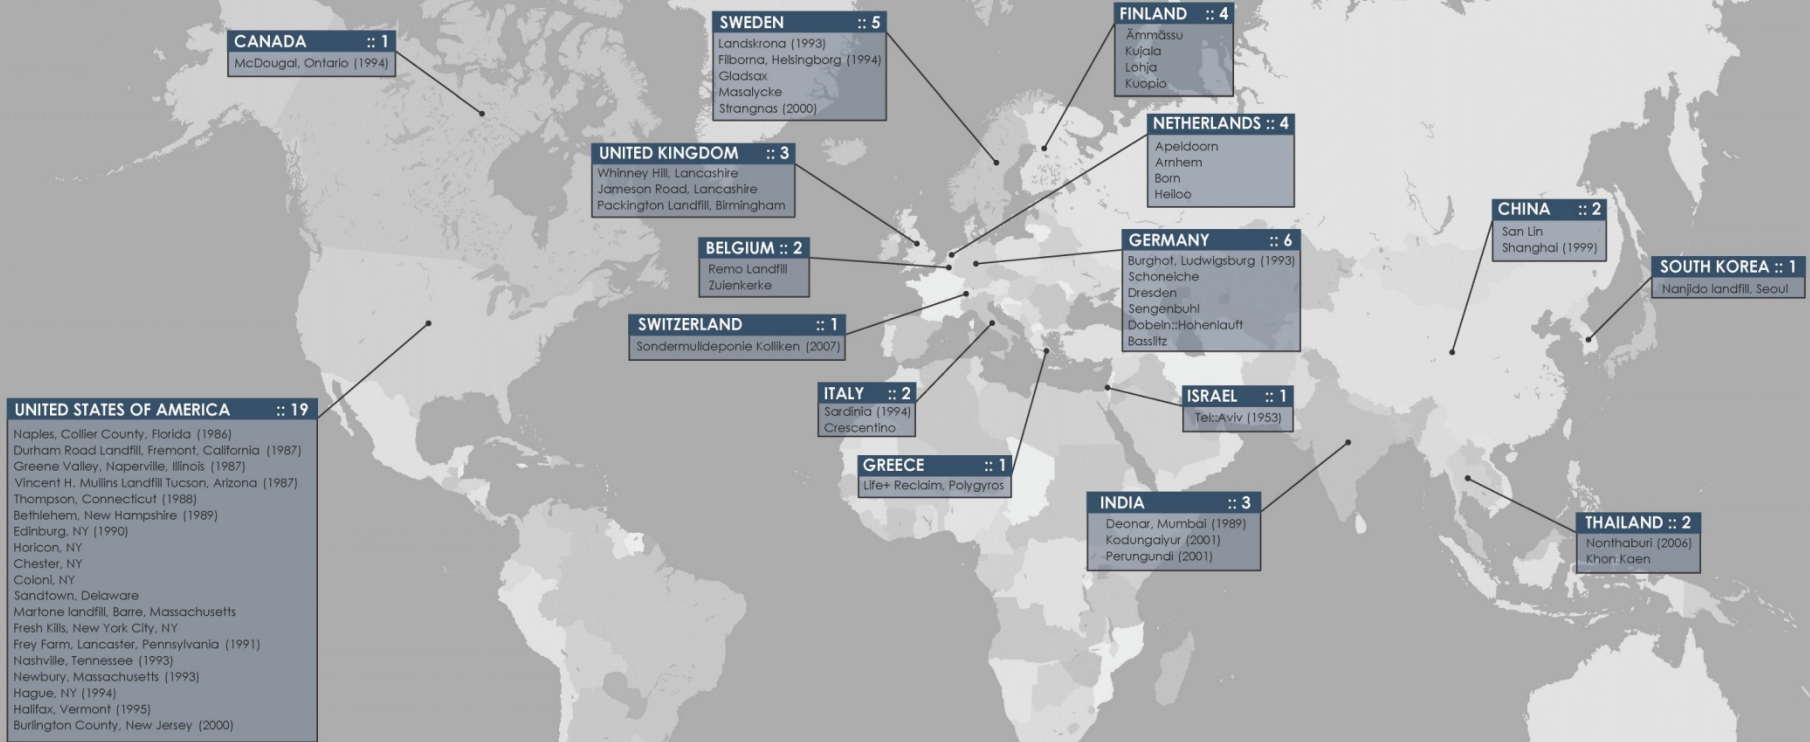 CANADA :: 1
McDougal, Ontario (1994)
SWEDEN :: 5
Landskrona (1993)
Filborna, Helsingborg (1994)
Gladsax
Masalycke
Strangnas (2000)
FINLAND :: 4
Ämmässu
Kujala
Lohja
Kuopio
UNITED KINGDOM :: 3
Whinney Hill, Lancashire
Jameson Road, Lancashire
Packington Landfill, Birmingham
NETHERLANDS :: 4
Apeldoorn
Arnhem
Born
Heiloo
BELGIUM :: 2
Remo Landfill
Zuienkerke
GERMANY :: 6
Burghof, Ludwigsburg (1993)
Schoneiche
Dresden
Sengenbuhl
Dobeln::Hohenlauft
Basslitz
CHINA :: 2
San Lin
Shanghai (1999)
SOUTH KOREA :: 1
Nanjido landfill, Seoul
SWITZERLAND :: 1
Sondermulldeponie Kolliken (2007)
ITALY :: 2
Sardinia (1994)
Crescentino
ISRAEL :: 1
Tel::Aviv (1953)
UNITED STATES OF AMERICA :: 19
Naples, Collier County, Florida (1986)
Durham Road Landfill, Fremont, California (1987)
Greene Valley, Naperville, Illinois (1987)
Vincent H. Mullins Landfill Tucson, Arizona (1987)
Thompson, Connecticut (1988)
Bethlehem, New Hampshire (1989)
Edinburg, NY (1990)
Horicon, NY
Chester, NY
Coloni, NY
Sandtown, Delaware
Martone landfill, Barre, Massachusetts
Fresh Kills, New York City, NY
Frey Farm, Lancaster, Pennsylvania (1991)
Nashville, Tennessee (1993)
Newbury, Massachusetts (1993)
Hague, NY (1994)
Halifax, Vermont (1995)
Burlington County, New Jersey (2000)
GREECE :: 1
Life+ Reclaim, Polygyros
INDIA :: 3
Deonar, Mumbai (1989)
Kodungaiyur (2001)
Perungundi (2001)
THAILAND :: 2
Nonthaburi (2006)
Khon Kaen